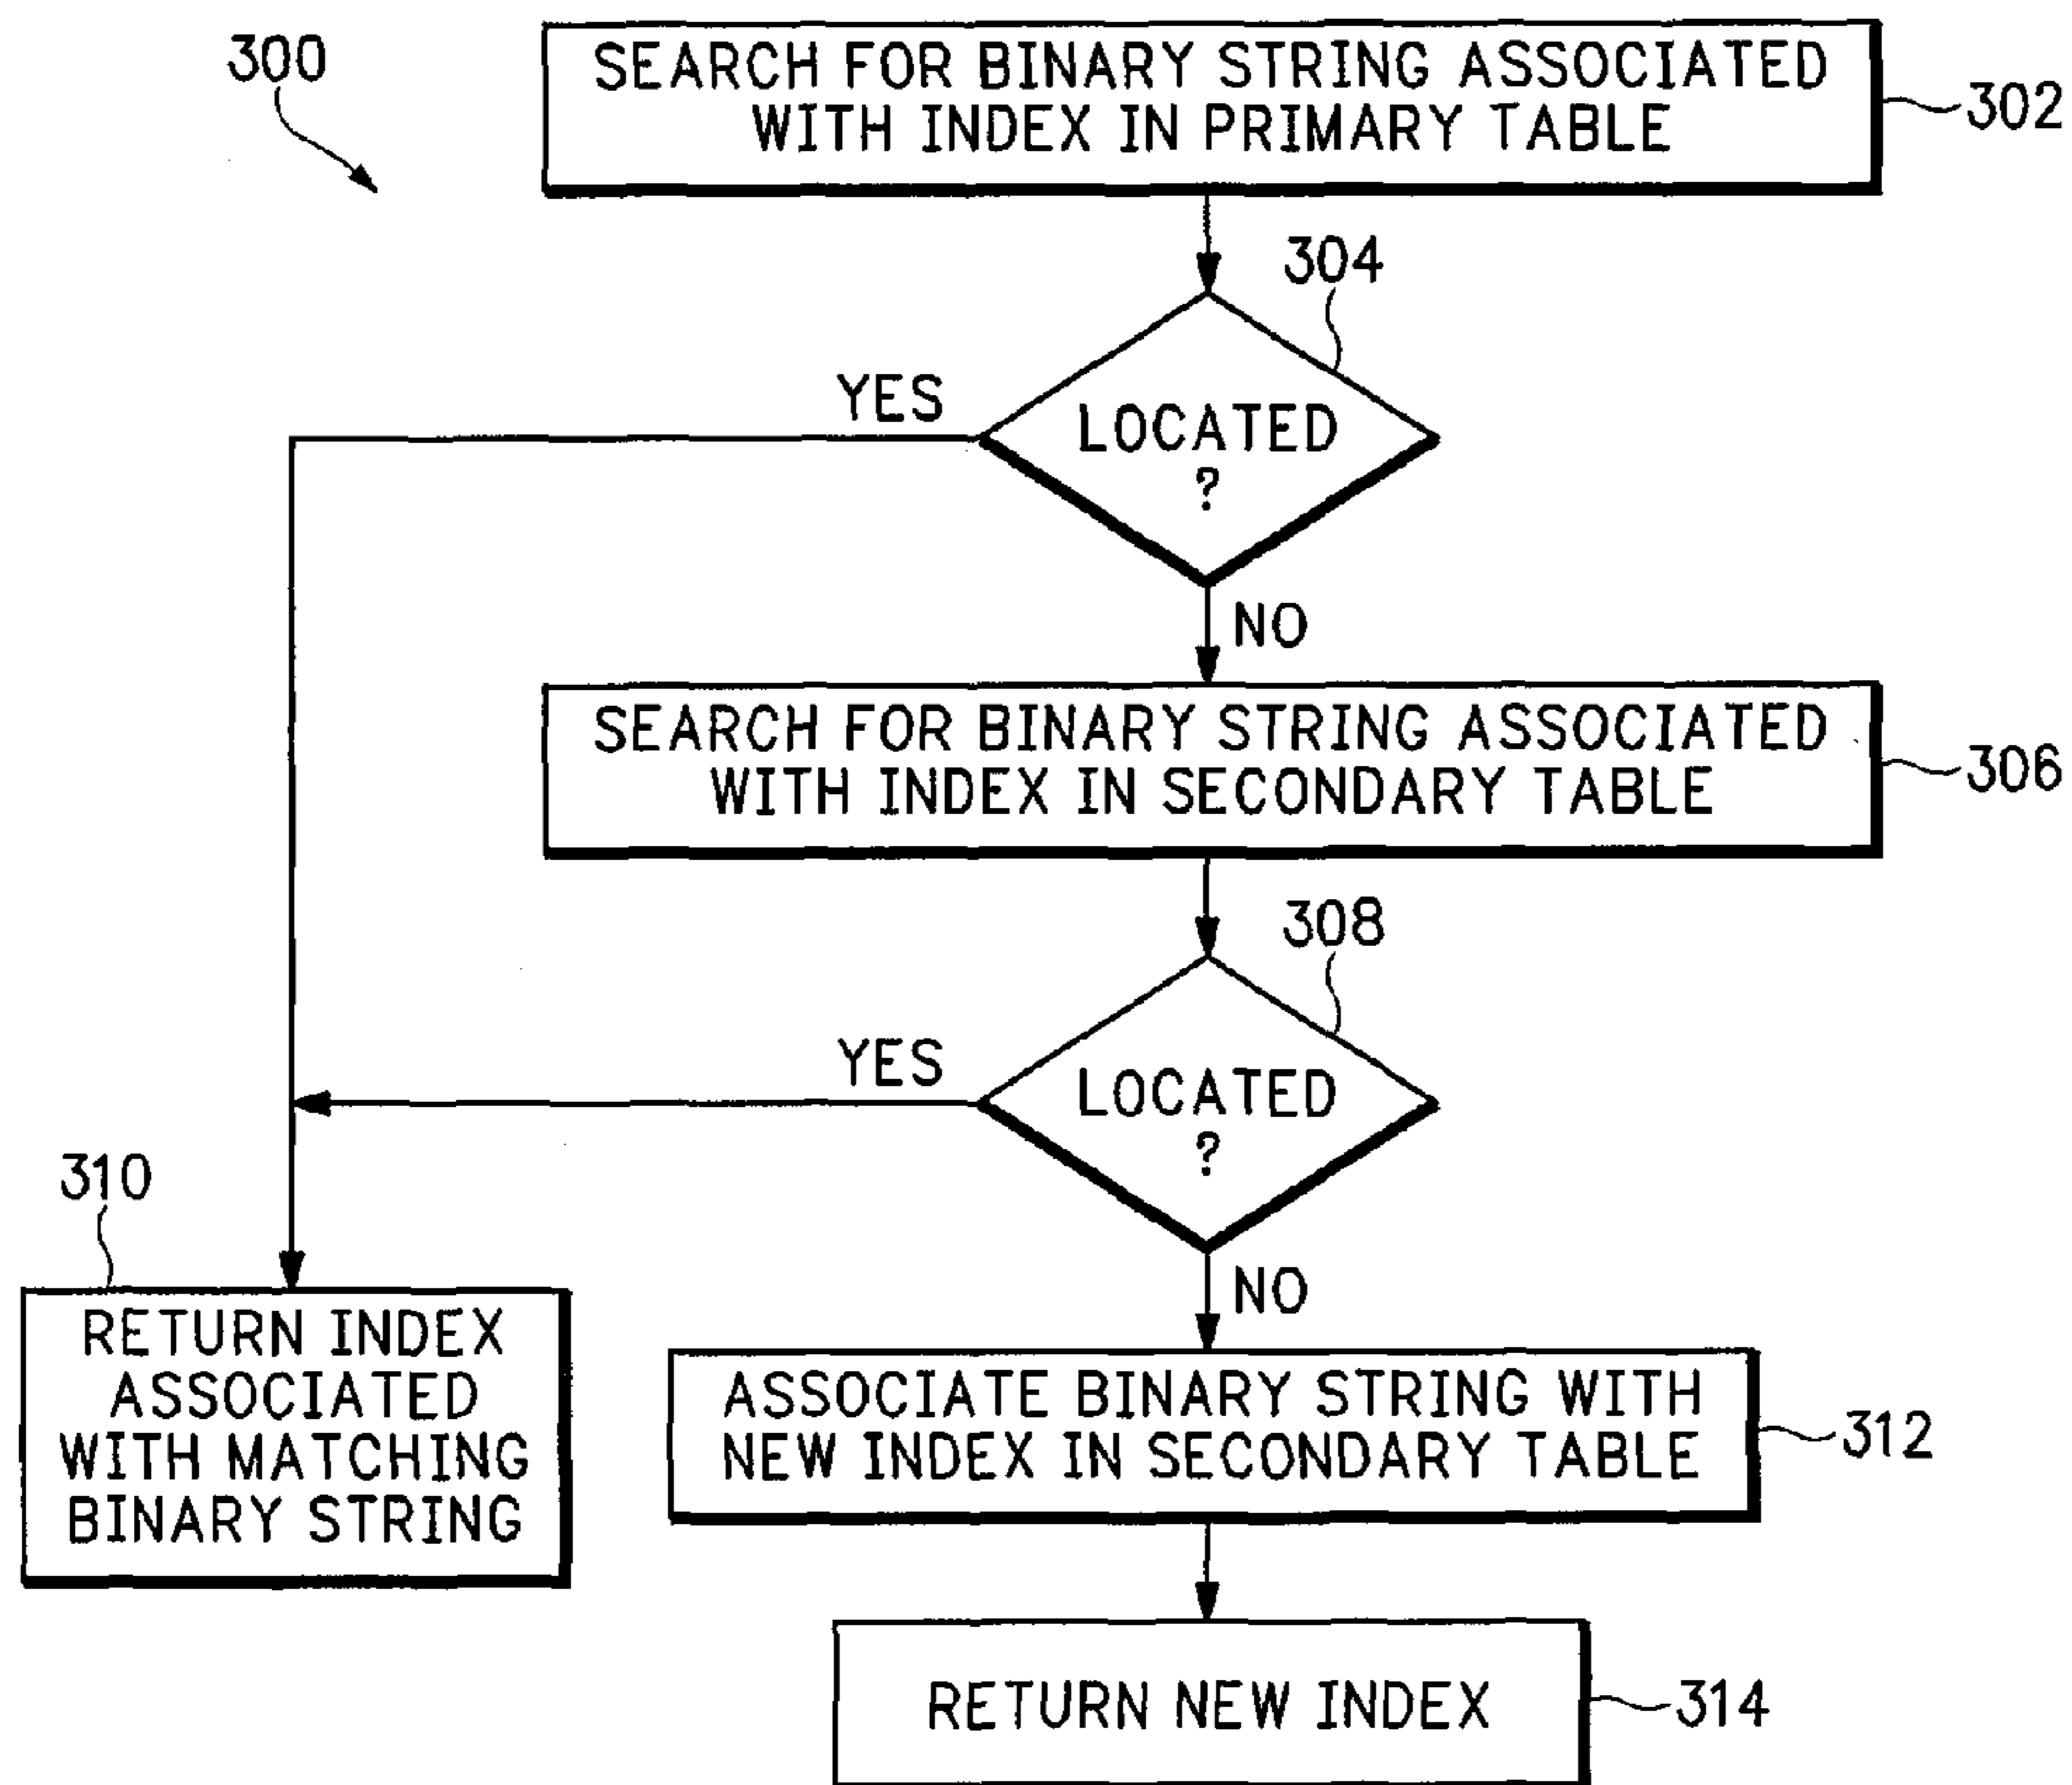 300
SEARCH FOR BINARY STRING ASSOCIATED
WITH INDEX IN PRIMARY TABLE
302
304
YES
LOCATED
?
NO
SEARCH FOR BINARY STRING ASSOCIATED
WITH INDEX IN SECONDARY TABLE
306
308
YES
LOCATED
?
310
NO
RETURN INDEX
ASSOCIATED
WITH MATCHING
BINARY STRING
ASSOCIATE BINARY STRING WITH
NEW INDEX IN SECONDARY TABLE
312
RETURN NEW INDEX
314